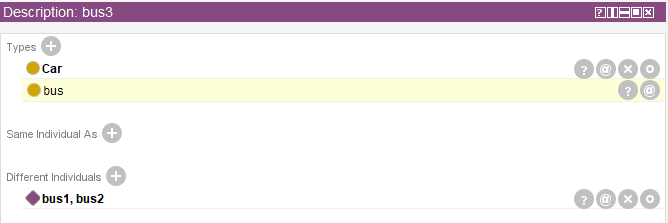 Description: bus3
Types
Car
bus
Same Individual As
Different Individuals
bus1, bus2